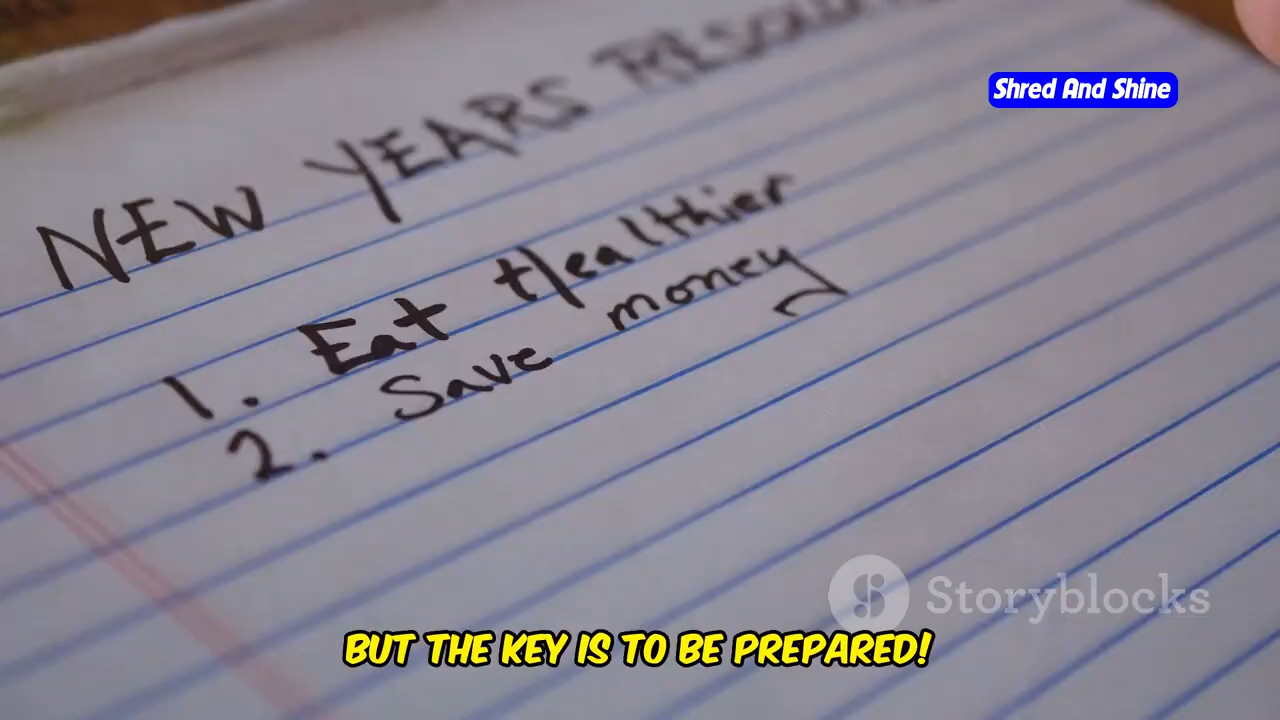 Shred And Shine
NEW YEARS
1. Eat Healthier
2. Save money
Storyblocks
BUT THE KEY IS TO BE PREPARED!